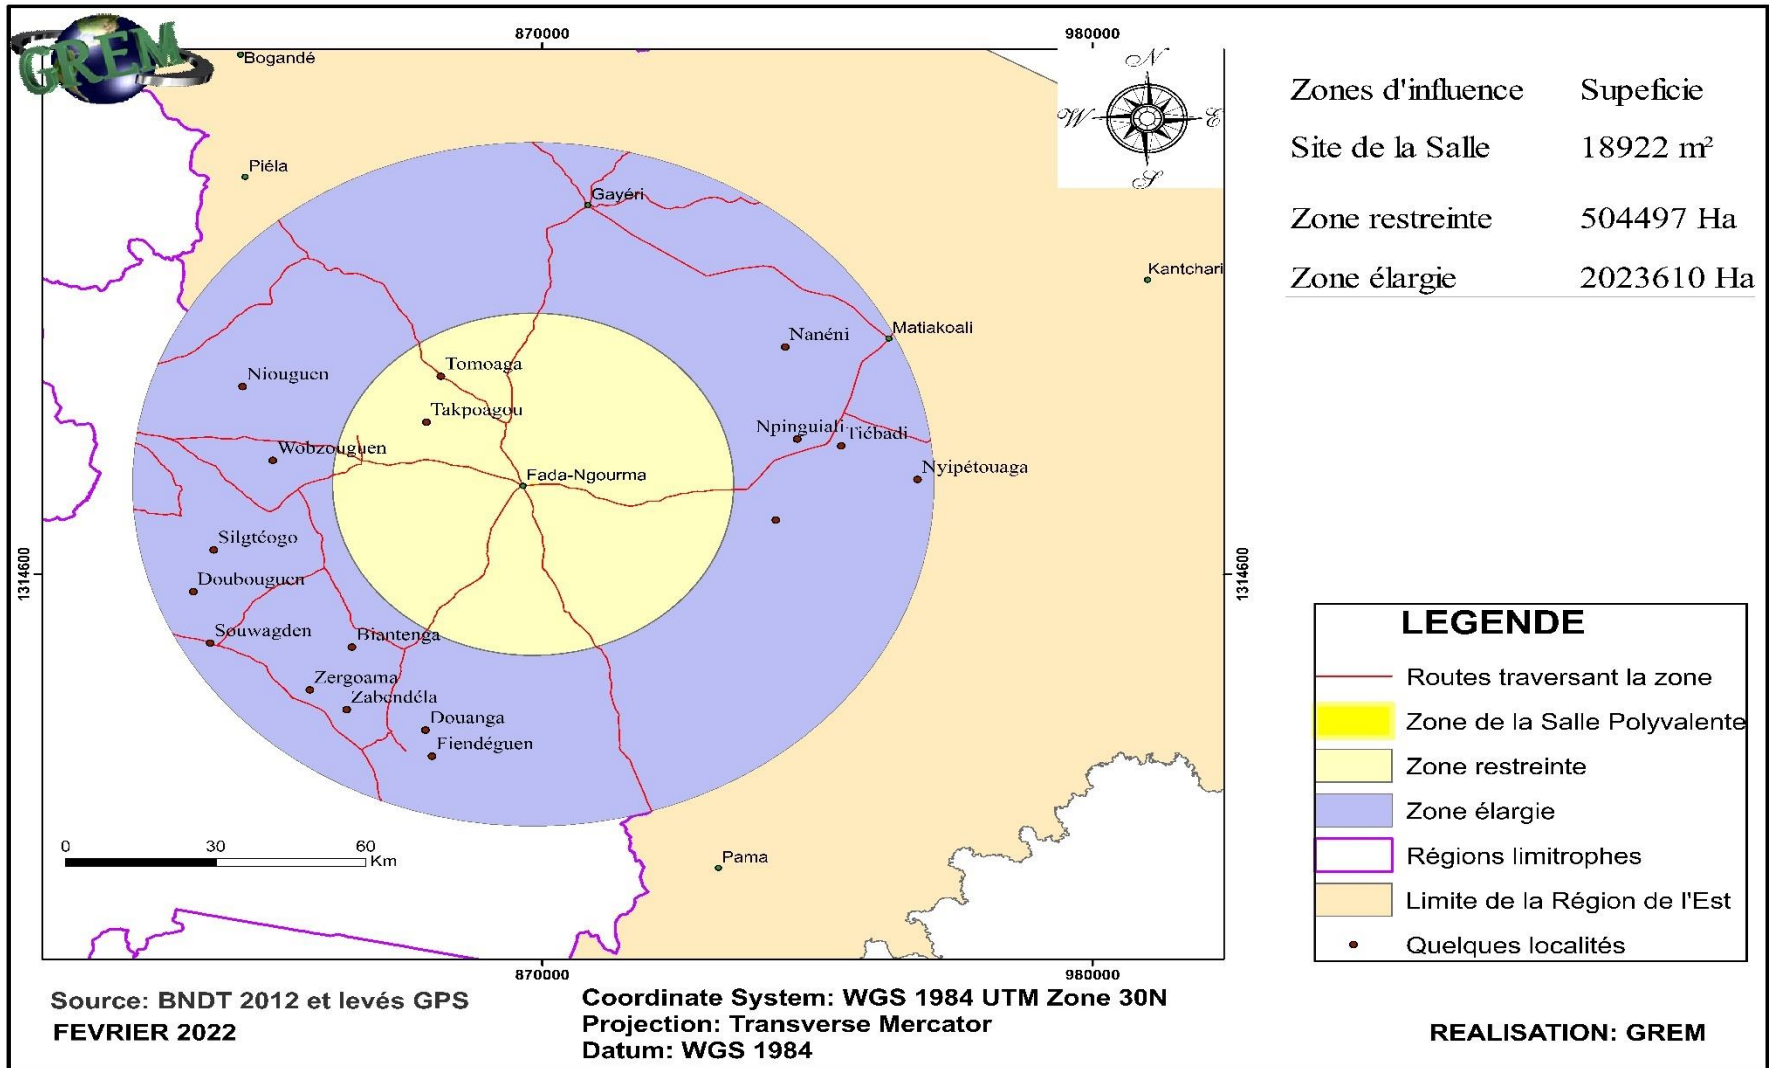 GREM
870000
980000
Bogandé
N
W
E
S
Piéla
Gayéri
Kantchari
Matiakoali
Nanéni
Tomoaga
Niouguen
Takpoagou
Npinguiali
Tiébadi
Wobzouguen
Nyipétouaga
Fada-Ngourma
Silgtéogo
Doubouguen
Souwagden
Biantenga
Zergoama
Zabendéla
Douanga
Fiendéguen
Pama
1314600
1314600
0 30 60
Km
870000
980000
Zones d'influence Supeficie
Site de la Salle 18922 m²
Zone restreinte 504497 Ha
Zone élargie 2023610 Ha
LEGENDE
Routes traversant la zone
Zone de la Salle Polyvalente
Zone restreinte
Zone élargie
Régions limitrophes
Limite de la Région de l'Est
Quelques localités
Source: BNDT 2012 et levés GPS
FEVRIER 2022
Coordinate System: WGS 1984 UTM Zone 30N
Projection: Transverse Mercator
Datum: WGS 1984
REALISATION: GREM